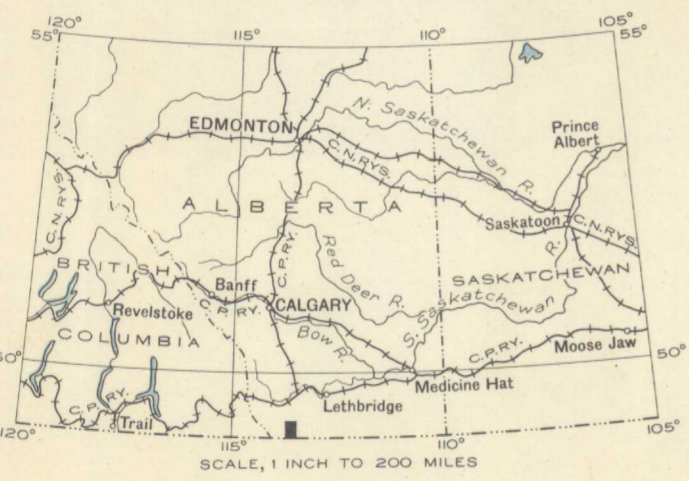 120° 115° 110° 105°
55° 55°
EDMONTON
N. Saskatchewan R.
Prince
Albert
C.N.RYS.
C.N.RYS.
ALBERTA
Saskatoon
C.N.RYS.
C.P.RY.
Red Deer R.
S. Saskatchewan R.
SASKATCHEWAN
BRITISH
COLUMBIA
Banff
C.P.RY.
CALGARY
Revelstoke
Bow R.
C.P.RY.
Moose Jaw
50° 50°
Medicine Hat
Lethbridge
C.P.RY.
Trail
120° 115° 110° 105°
SCALE, 1 INCH TO 200 MILES